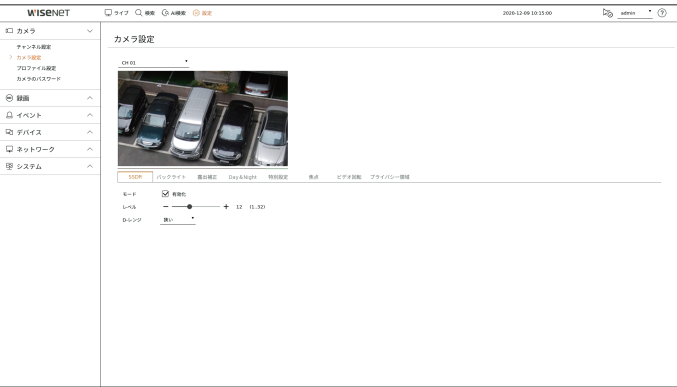 WISENET
ライブ 検索 AI検索 設定 2020-12-09 10:15:00 admin
カメラ
チャンネル設定
カメラ設定
プロファイル設定
カメラのパスワード
録画
イベント
デバイス
ネットワーク
システム
カメラ設定
CH 01
SSDR バックライト 露出補正 Day & Night 特別設定 焦点 ビデオ回転 プライバシー領域
モード 有効化
レベル 12 (1..32)
D-レンジ 狭い